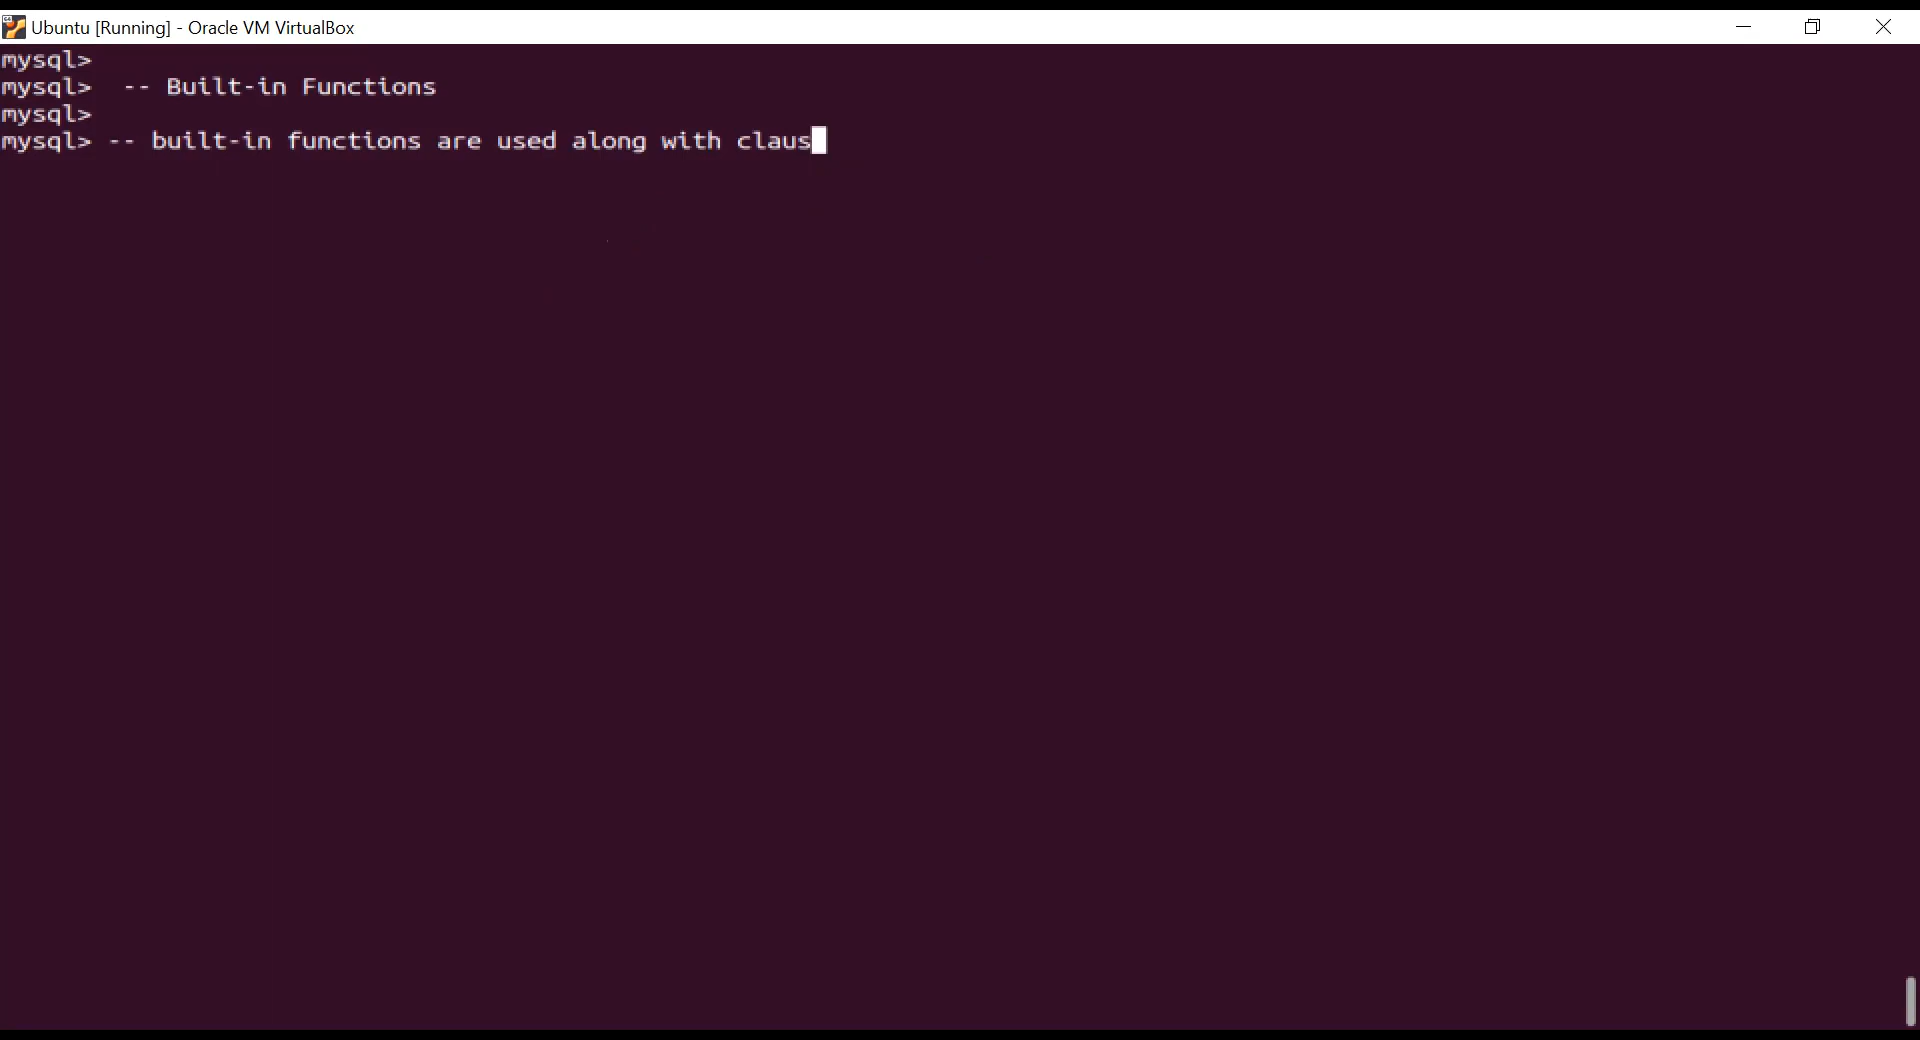 Ubuntu [Running] - Oracle VM VirtualBox
mysql>
mysql>  -- Built-in Functions
mysql>
mysql> -- built-in functions are used along with claus